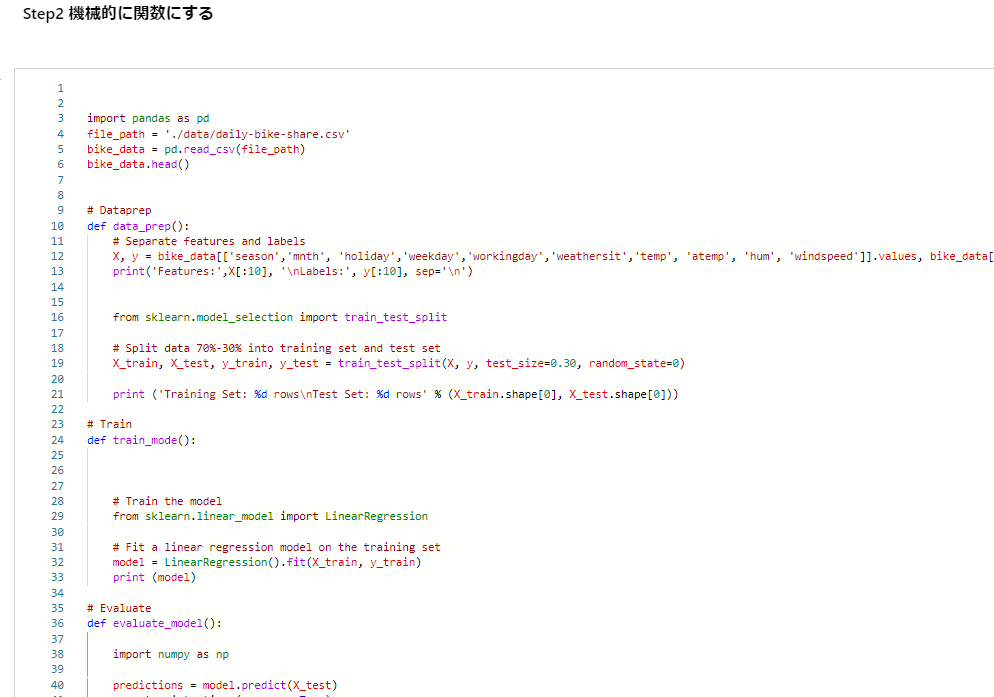 Step2 機械的に関数にする
1
2
3 import pandas as pd
4 file_path = './data/daily-bike-share.csv'
5 bike_data = pd.read_csv(file_path)
6 bike_data.head()
7
8
9 # Dataprep
10 def data_prep():
11 # Separate features and labels
12 X, y = bike_data[['season','mnth', 'holiday','weekday','workingday','weathersit','temp', 'atemp', 'hum', 'windspeed']].values, bike_data[
13 print('Features:',X[:10], '\nLabels:', y[:10], sep='\n')
14
15
16 from sklearn.model_selection import train_test_split
17
18 # Split data 70%-30% into training set and test set
19 X_train, X_test, y_train, y_test = train_test_split(X, y, test_size=0.30, random_state=0)
20
21 print ('Training Set: %d rows\nTest Set: %d rows' % (X_train.shape[0], X_test.shape[0]))
22
23 # Train
24 def train_mode():
25
26
27
28 # Train the model
29 from sklearn.linear_model import LinearRegression
30
31 # Fit a linear regression model on the training set
32 model = LinearRegression().fit(X_train, y_train)
33 print (model)
34
35 # Evaluate
36 def evaluate_model():
37
38 import numpy as np
39
40 predictions = model.predict(X_test)